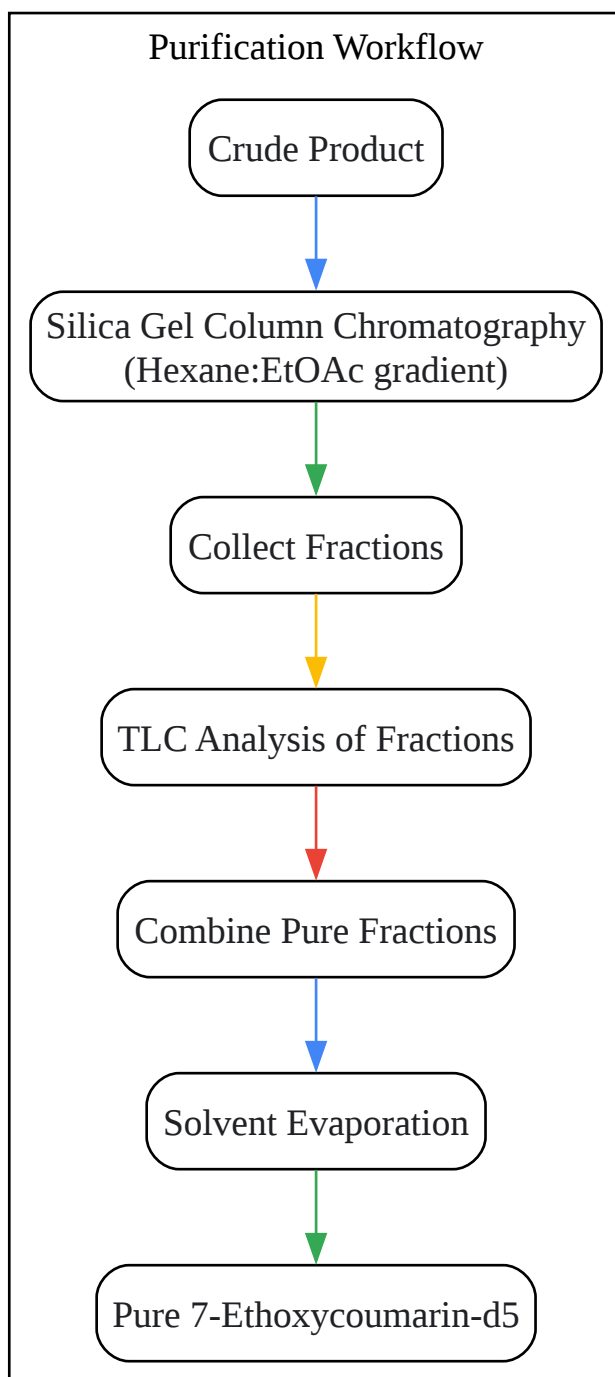 Purification Workflow
Crude Product
Silica Gel Column Chromatography
(Hexane:EtOAc gradient)
Collect Fractions
TLC Analysis of Fractions
Combine Pure Fractions
Solvent Evaporation
Pure 7-Ethoxycoumarin-d5